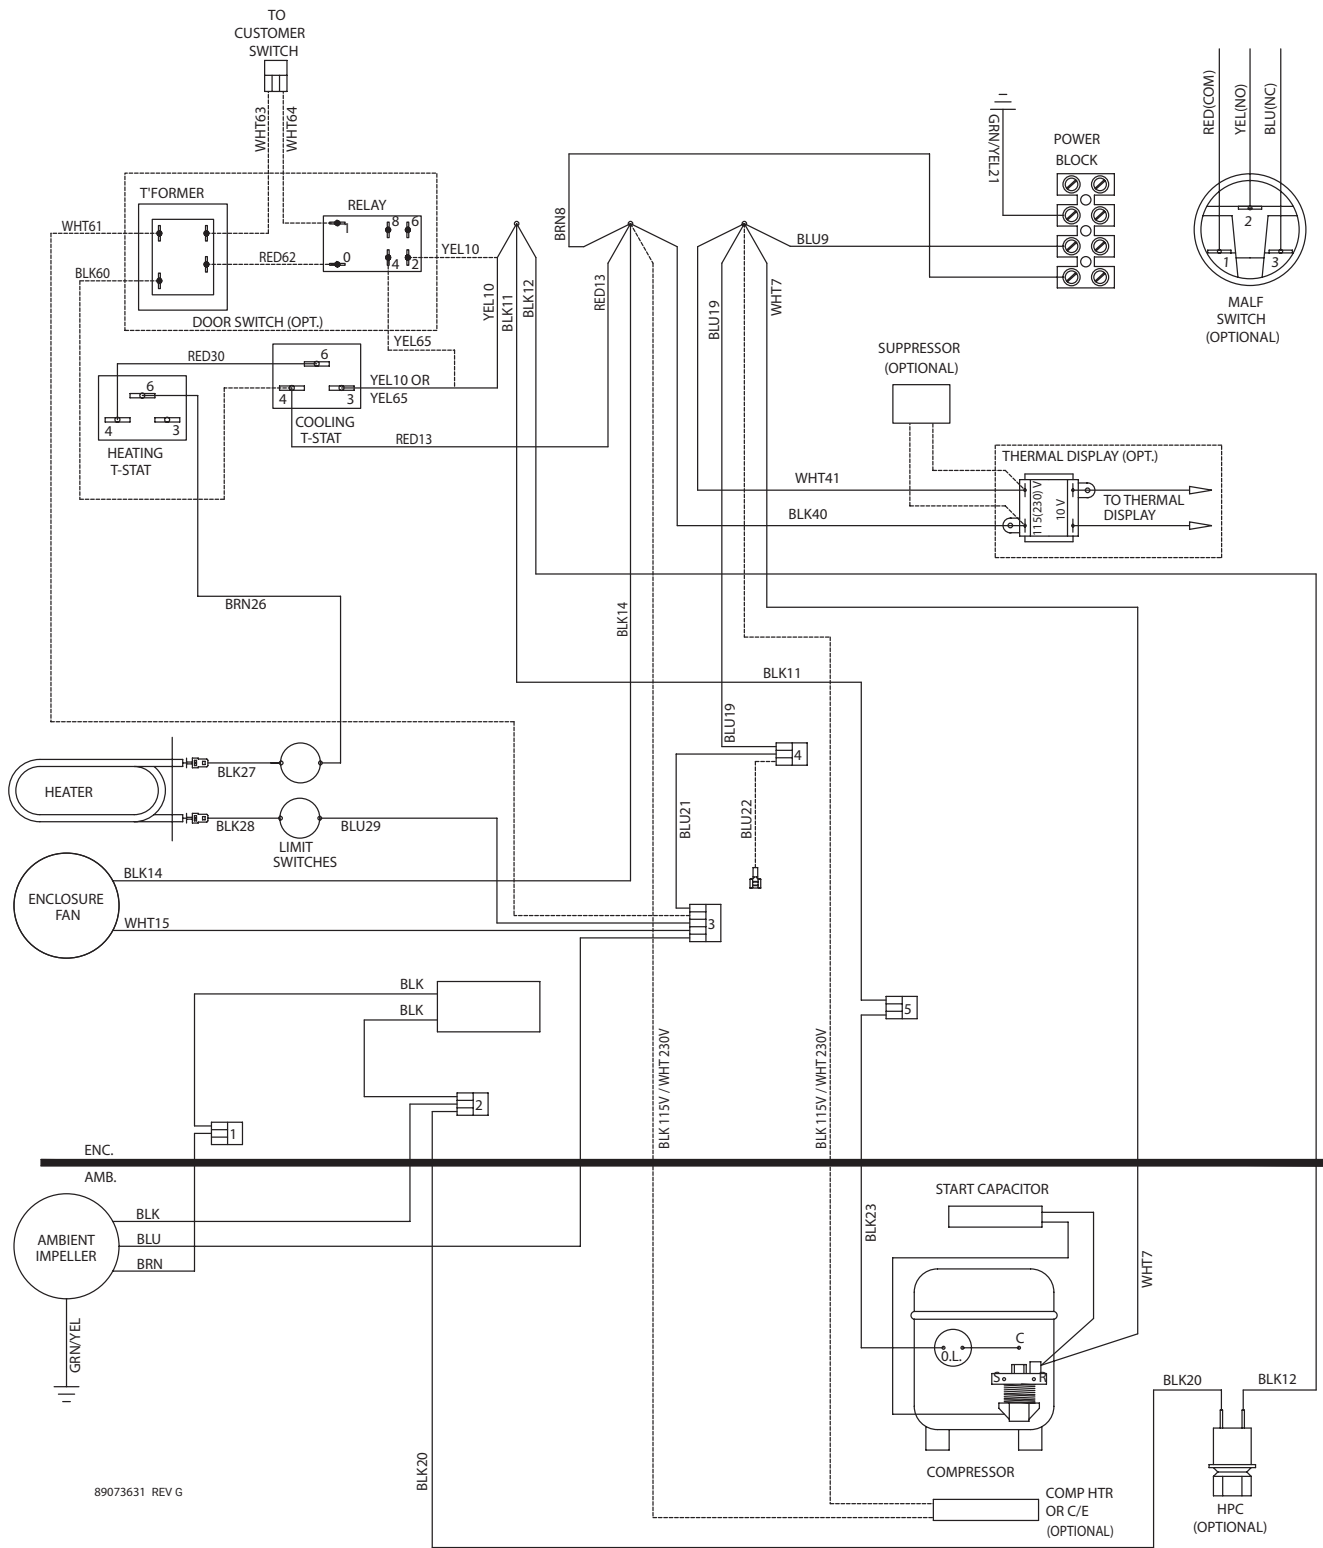 TO
CUSTOMER
SWITCH
WHT63
WHT64
T'FORMER
RELAY
8
6
1
0
4
2
WHT61
BLK60
RED62
DOOR SWITCH (OPT.)
YEL10
YEL10
BLK11
BLK12
YEL65
RED30
6
4
3
YEL10 OR
YEL65
COOLING
T-STAT
6
4
3
HEATING
T-STAT
RED13
BRN8
RED13
BLU9
BLU19
WHT7
GRN/YEL21
POWER
BLOCK
RED(COM)
YEL(NO)
BLU(NC)
2
1
3
MALF
SWITCH
(OPTIONAL)
SUPPRESSOR
(OPTIONAL)
THERMAL DISPLAY (OPT.)
115(230) V
10 V
TO THERMAL
DISPLAY
WHT41
BLK40
BRN26
BLK14
BLK11
BLU19
4
BLU21
BLU22
HEATER
BLK27
BLK28
BLU29
LIMIT
SWITCHES
ENCLOSURE
FAN
BLK14
WHT15
3
BLK
BLK
5
2
1
BLK 115V / WHT 230V
BLK 115V / WHT 230V
ENC.
AMB.
AMBIENT
IMPELLER
BLK
BLU
BRN
GRN/YEL
START CAPACITOR
BLK23
WHT7
O.L.
C
S
R
COMPRESSOR
BLK20
BLK12
BLK20
HPC
(OPTIONAL)
COMP HTR
OR C/E
(OPTIONAL)
89073631 REV G